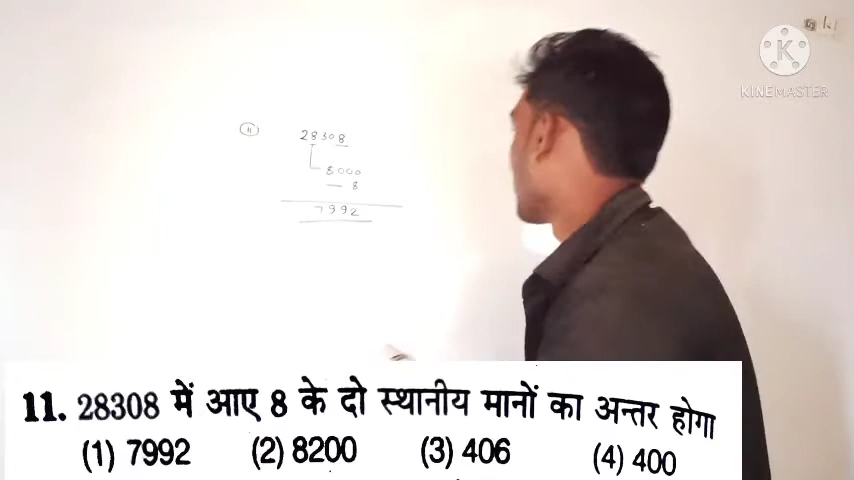 KINEMASTER
11
28308
8000
— 8
7992
11. 28308 में आए 8 के दो स्थानीय मानों का अन्तर होगा
(1) 7992 (2) 8200 (3) 406 (4) 400